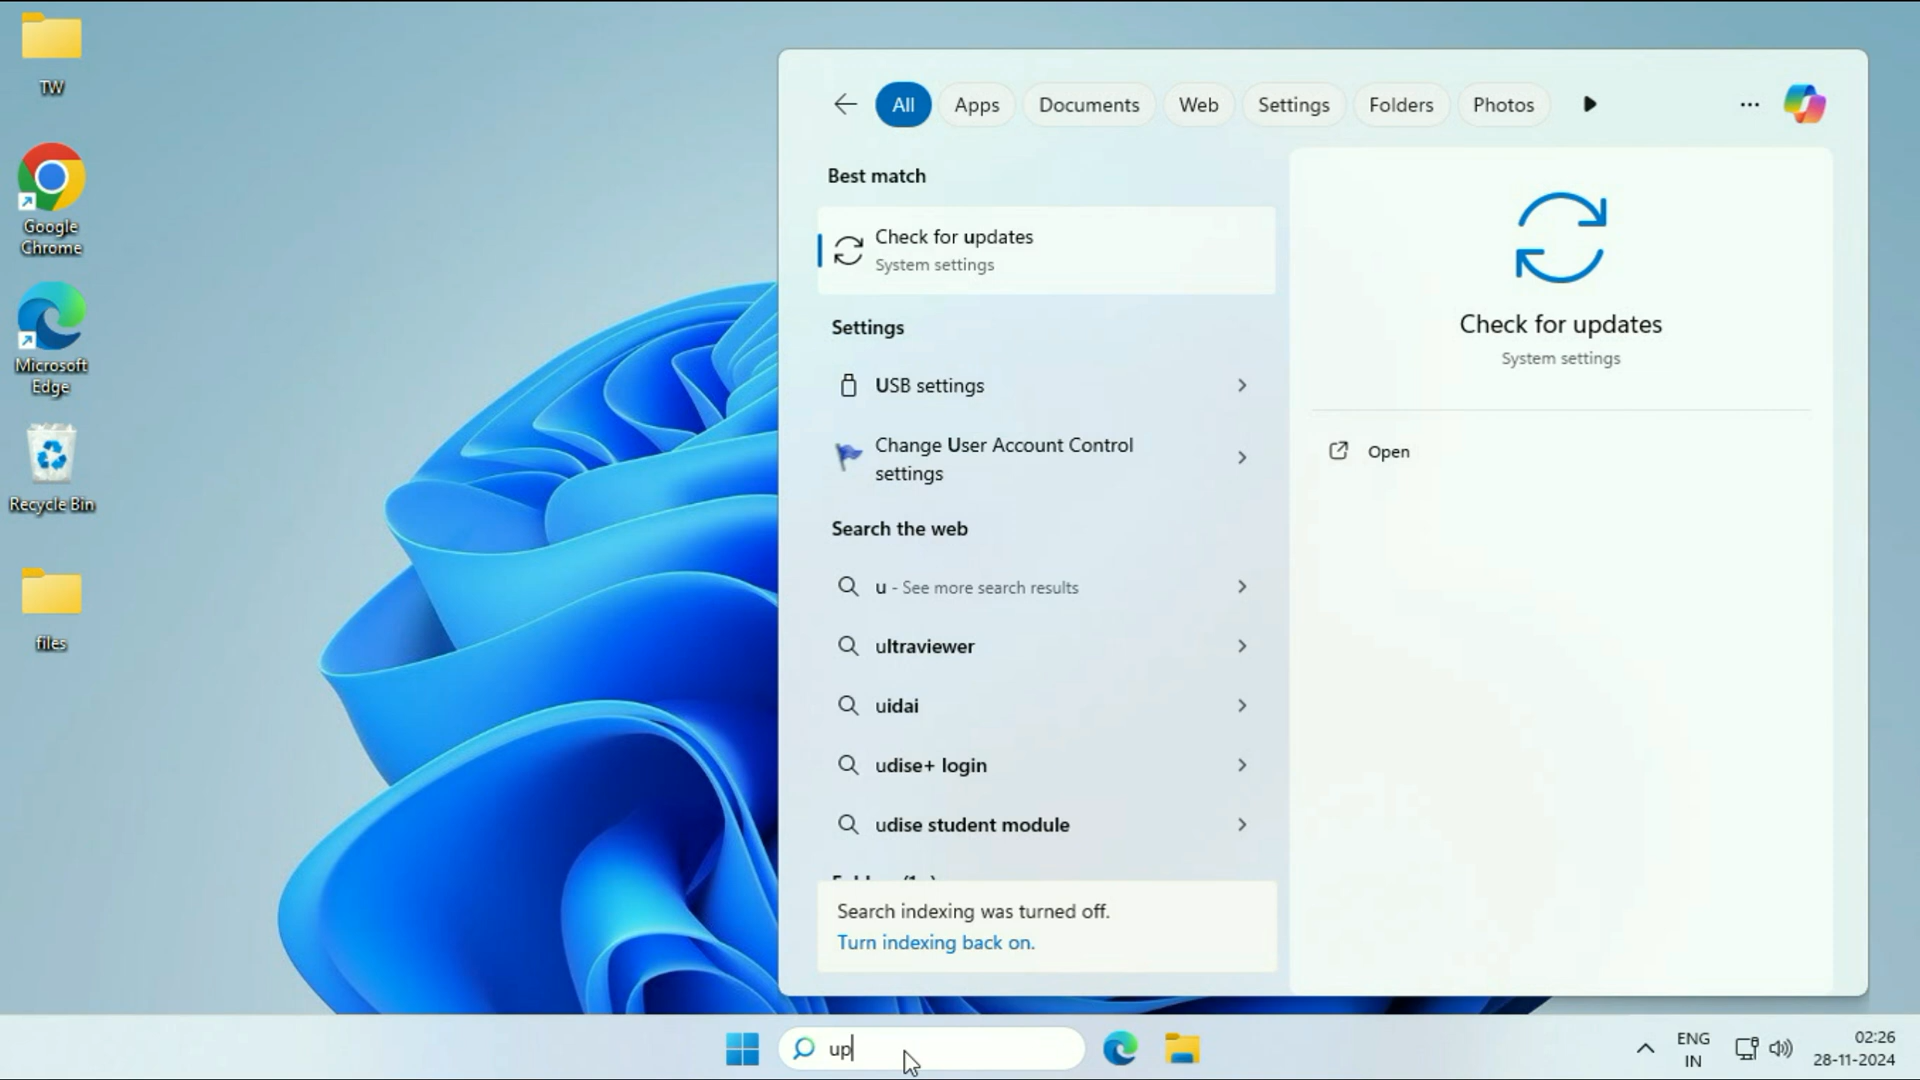 TW
Google
Chrome
Microsoft
Edge
Recycle Bin
files
All
Apps
Documents
Web
Settings
Folders
Photos
Best match
Check for updates
System settings
Settings
USB settings
Change User Account Control
settings
Search the web
u - See more search results
ultraviewer
uidai
udise+ login
udise student module
Search indexing was turned off.
Turn indexing back on.
Check for updates
System settings
Open
up
ENG
IN
02:26
28-11-2024